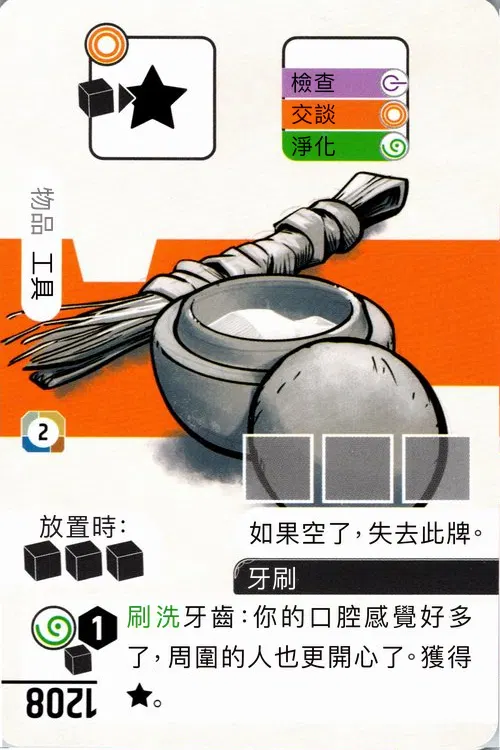 檢查
交談
淨化
物品 工具
2
放置時：
如果空了，失去此牌。
牙刷
1
刷洗牙齒：你的口腔感覺好多
了，周圍的人也更開心了。獲得
★。
1208